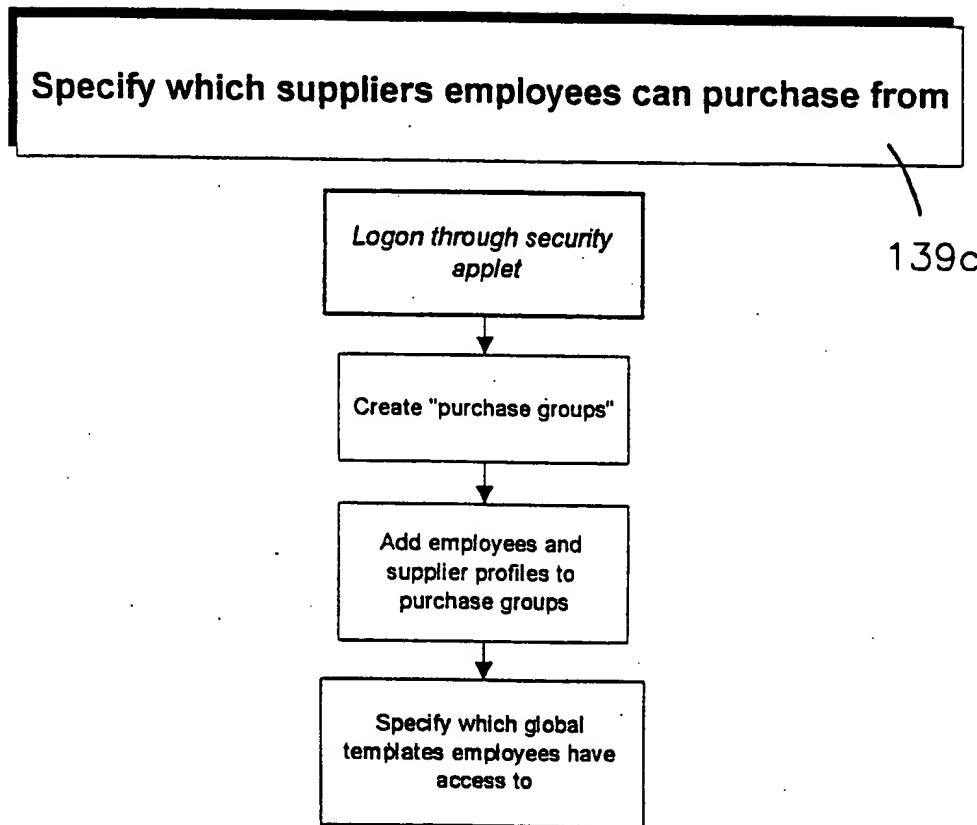 Specify which suppliers employees can purchase from
139c
Logon through security
applet
Create "purchase groups"
Add employees and
supplier profiles to
purchase groups
Specify which global
templates employees have
access to